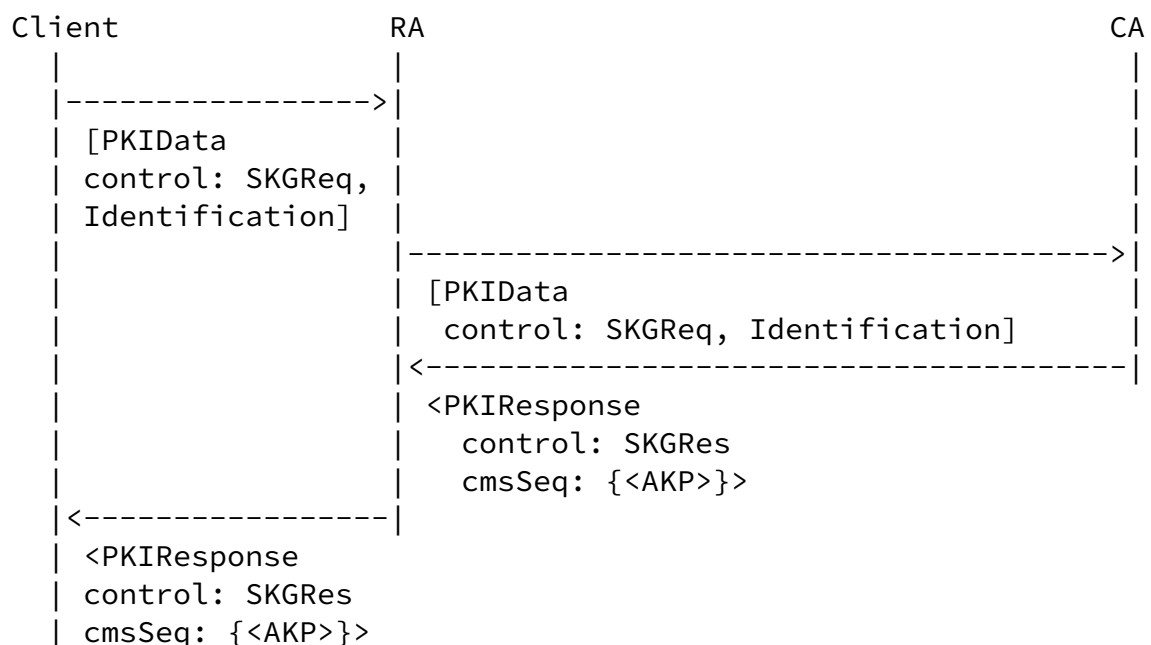 Client RA CA
| | |
|----------------->| |
| [PKIData | |
| control: SKGReq, | |
| Identification] | |
| |--------------------------------------->|
| | [PKIData |
| | control: SKGReq, Identification] |
| |<---------------------------------------|
| | <PKIResponse
| | control: SKGRes
| | cmsSeq: {<AKP>}>
|<-----------------|
| <PKIResponse
| control: SKGRes
| cmsSeq: {<AKP>}>